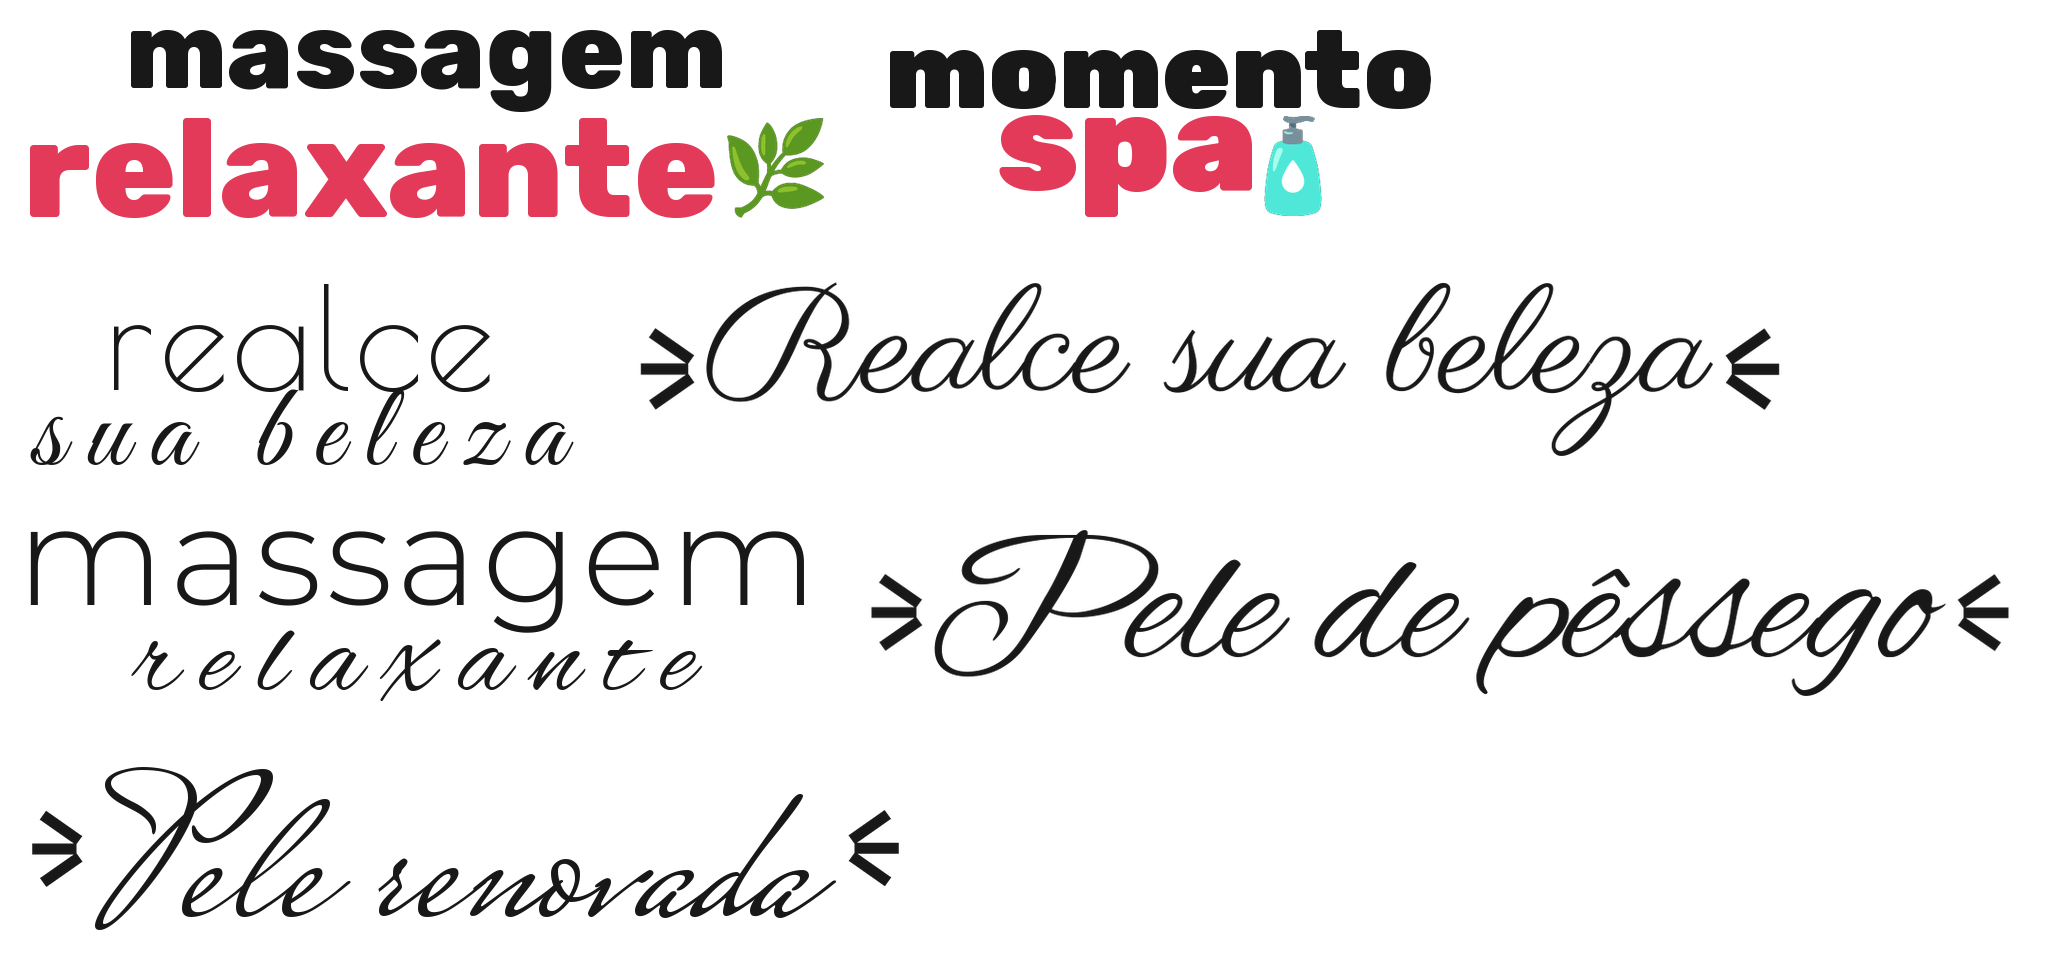 massagem
relaxante🌿
momento
spa🧴
realce
sua beleza
Realce sua beleza
massagem
relaxante
Pele de pêssego
Pele renovada